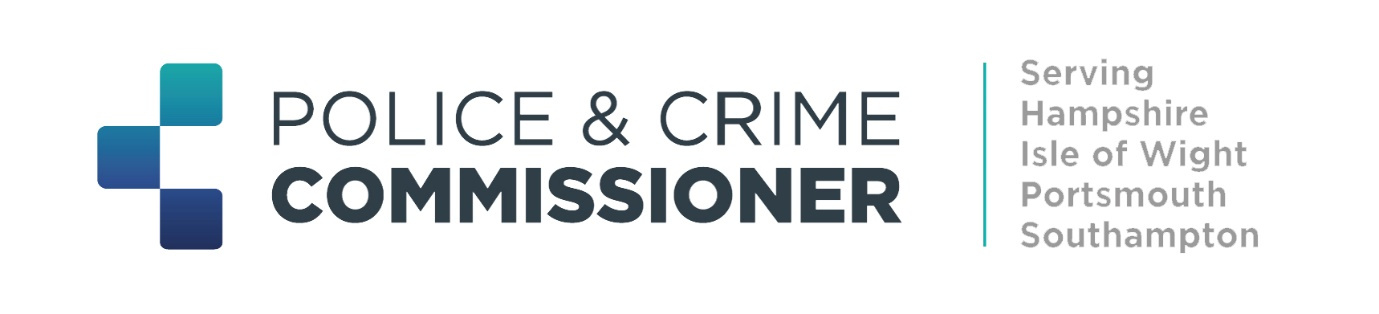 POLICE & CRIME
COMMISSIONER
Serving
Hampshire
Isle of Wight
Portsmouth
Southampton